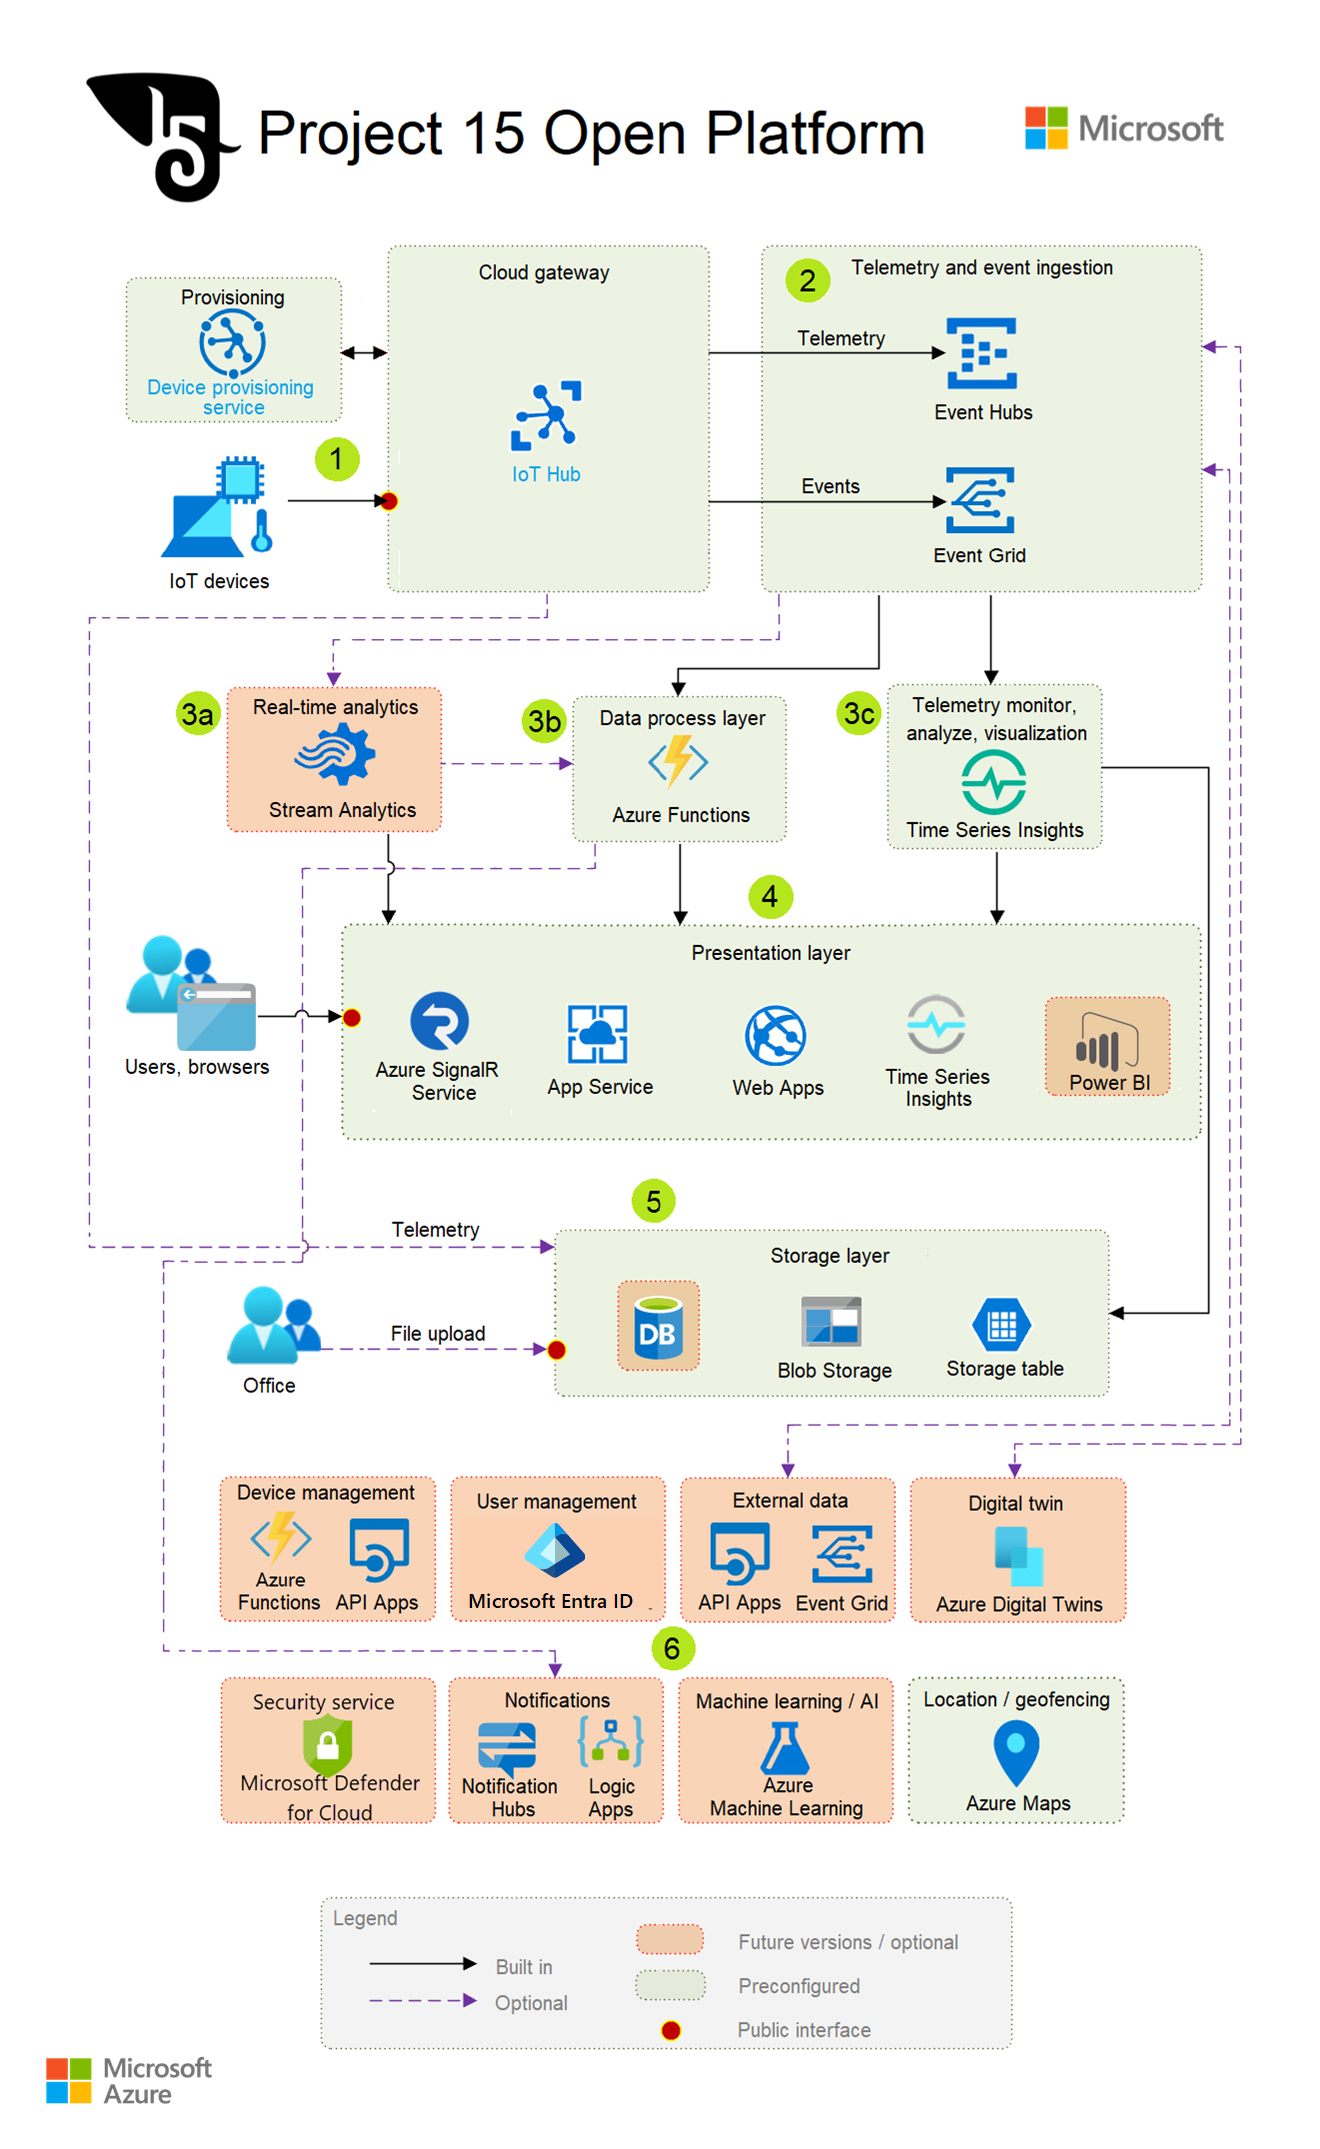 15
Project 15 Open Platform
Microsoft
Cloud gateway
2
Telemetry and event ingestion
Provisioning
Device provisioning
service
Telemetry
Event Hubs
1
IoT Hub
Events
Event Grid
IoT devices
3a
Real-time analytics
Stream Analytics
3b
Data process layer
Azure Functions
3c
Telemetry monitor,
analyze, visualization
Time Series Insights
4
Presentation layer
Users, browsers
Azure SignalR
Service
App Service
Web Apps
Time Series
Insights
Power BI
5
Telemetry
Storage layer
File upload
Office
DB
Blob Storage
Storage table
Device management
Azure
Functions
API Apps
User management
Microsoft Entra ID
External data
API Apps
Event Grid
Digital twin
Azure Digital Twins
6
Security service
Microsoft Defender
for Cloud
Notifications
Notification
Hubs
Logic
Apps
Machine learning / AI
Azure
Machine Learning
Location / geofencing
Azure Maps
Legend
Built in
Optional
Future versions / optional
Preconfigured
Public interface
Microsoft
Azure